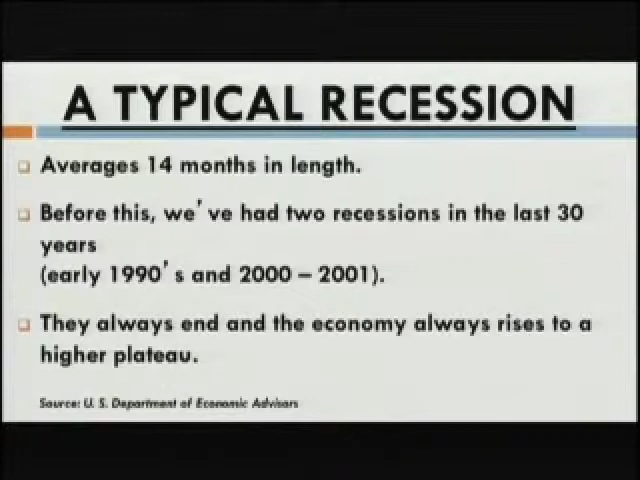 A TYPICAL RECESSION
Averages 14 months in length.
Before this, we've had two recessions in the last 30
years
(early 1990's and 2000 – 2001).
They always end and the economy always rises to a
higher plateau.
Source: U. S. Department of Economic Advisors